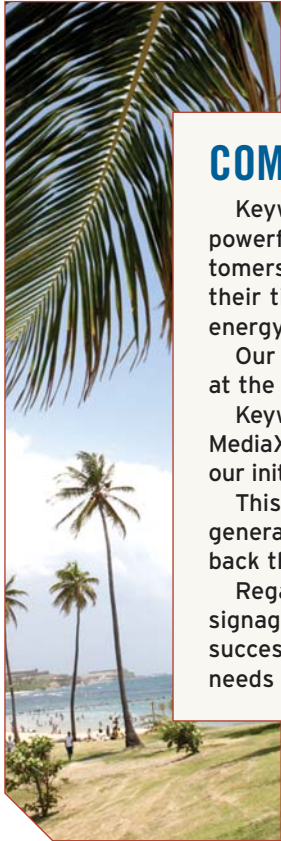 COM
Keyw
powerf
tomers
their ti
energy
Our
at the
Keyw
MediaX
our init
This
genera
back th
Rega
signag
succes
needs